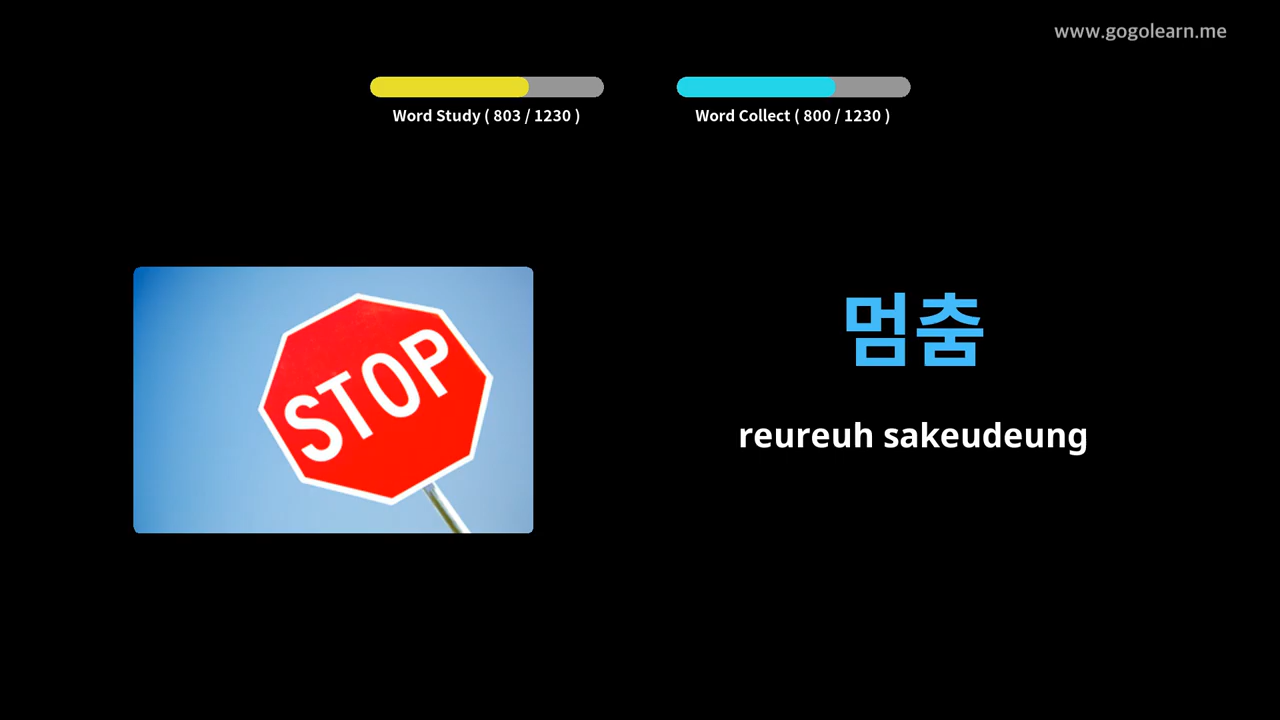 www.gogolearn.me
Word Study ( 803 / 1230 )
Word Collect ( 800 / 1230 )
STOP
멈춤
reureuh sakeudeung